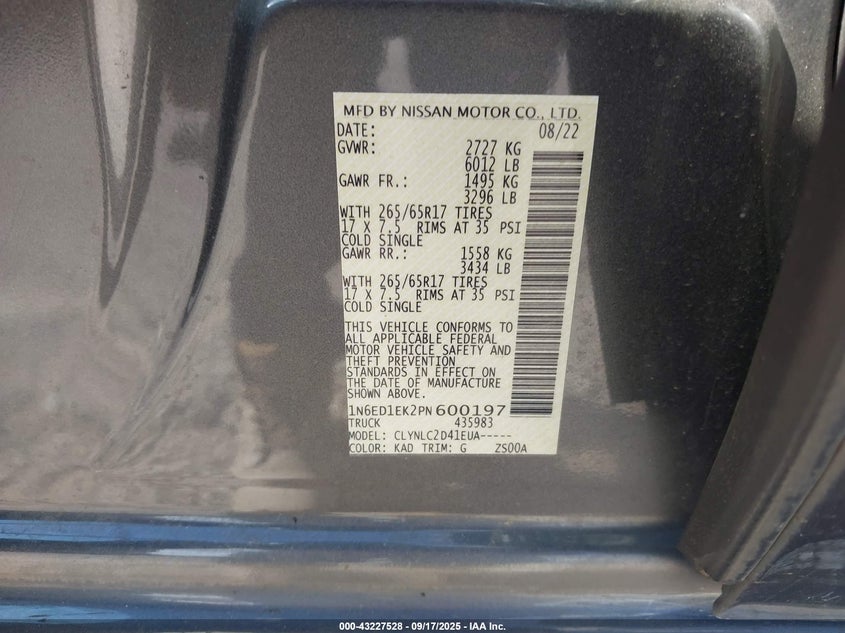 MFD BY NISSAN MOTOR CO., LTD.
DATE: 08/22
GVWR: 2727 KG
6012 LB
GAWR FR.: 1495 KG
3296 LB
WITH 265/65R17 TIRES
17 X 7.5 RIMS AT 35 PSI
COLD SINGLE
GAWR RR.: 1558 KG
3434 LB
WITH 265/65R17 TIRES
17 X 7.5 RIMS AT 35 PSI
COLD SINGLE
THIS VEHICLE CONFORMS TO
ALL APPLICABLE FEDERAL
MOTOR VEHICLE SAFETY AND
THEFT PREVENTION
STANDARDS IN EFFECT ON
THE DATE OF MANUFACTURE
SHOWN ABOVE.
1N6ED1EK2PN600197
TRUCK 435983
MODEL: CLYNLC2D41EUA-----
COLOR: KAD TRIM: G ZS00A
000-43227528 - 09/17/2025 - IAA Inc.